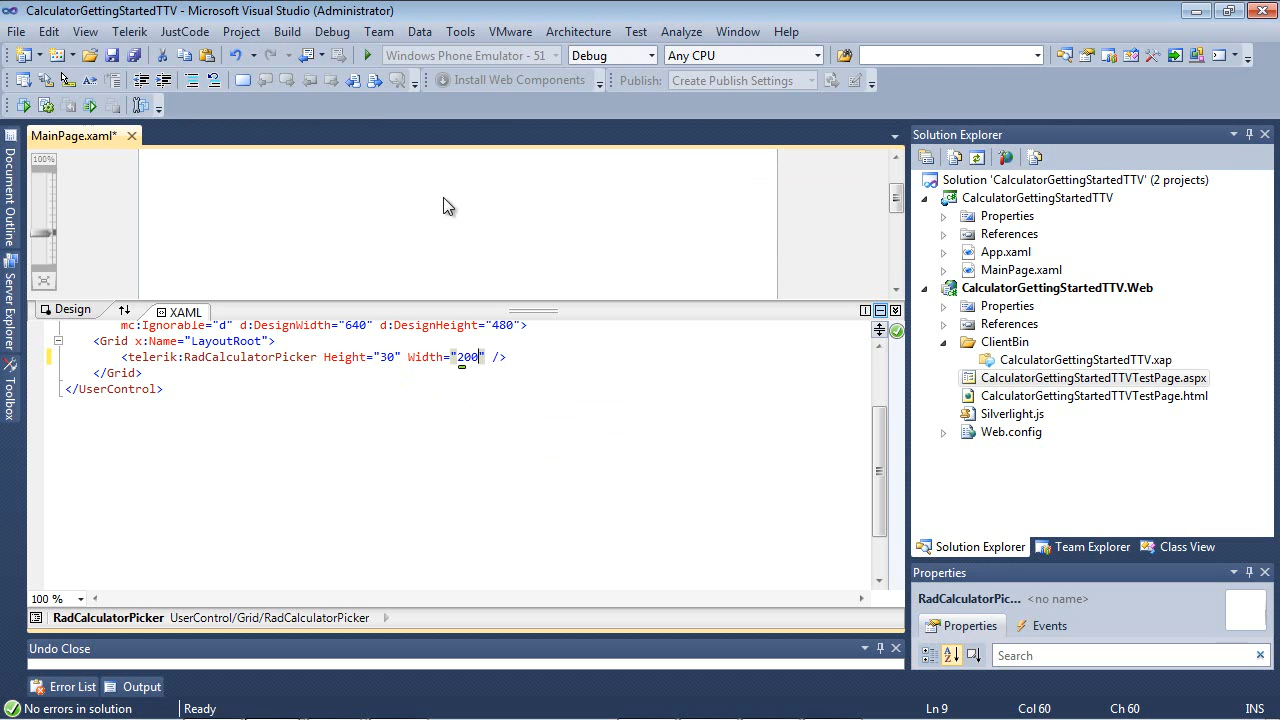 CalculatorGettingStartedTTV - Microsoft Visual Studio (Administrator)
File Edit View Telerik JustCode Project Build Debug Team Data Tools VMware Architecture Test Analyze Window Help
Windows Phone Emulator - 51 Debug Any CPU
Install Web Components Publish: Create Publish Settings
MainPage.xaml*
Document Outline
Server Explorer
Toolbox
100%
Design XAML
mc:Ignorable="d" d:DesignWidth="640" d:DesignHeight="480">
<Grid x:Name="LayoutRoot">
<telerik:RadCalculatorPicker Height="30" Width="200" />
</Grid>
</UserControl>
100 %
RadCalculatorPicker UserControl/Grid/RadCalculatorPicker
Undo Close
Error List Output
No errors in solution Ready Ln 9 Col 60 Ch 60 INS
Solution Explorer
Solution 'CalculatorGettingStartedTTV' (2 projects)
CalculatorGettingStartedTTV
Properties
References
App.xaml
MainPage.xaml
CalculatorGettingStartedTTV.Web
Properties
References
ClientBin
CalculatorGettingStartedTTV.xap
CalculatorGettingStartedTTVTestPage.aspx
CalculatorGettingStartedTTVTestPage.html
Silverlight.js
Web.config
Solution Explorer Team Explorer Class View
Properties
RadCalculatorPic... <no name>
Properties Events
Search